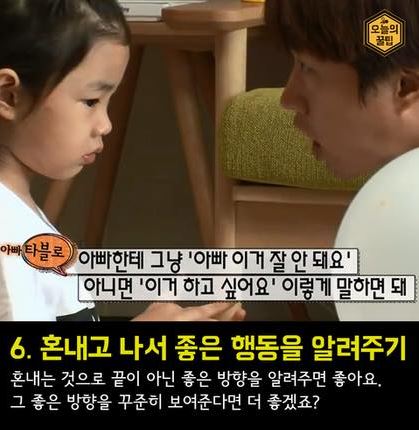 오늘의
꿀팁
아빠 타블로
아빠한테 그냥 '아빠 이거 잘 안 돼요'
아니면 '이거 하고 싶어요' 이렇게 말하면 돼
6. 혼내고 나서 좋은 행동을 알려주기
혼내는 것으로 끝이 아닌 좋은 방향을 알려주면 좋아요.
그 좋은 방향을 꾸준히 보여준다면 더 좋겠죠?